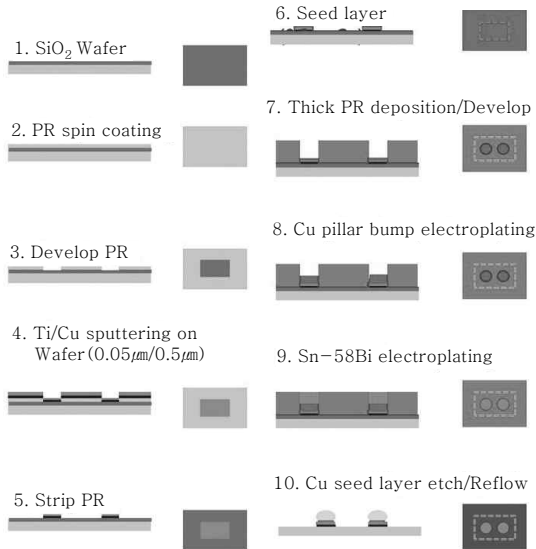 1. SiO₂ Wafer
2. PR spin coating
3. Develop PR
4. Ti/Cu sputtering on
Wafer(0.05㎛/0.5㎛)
5. Strip PR
6. Seed layer
7. Thick PR deposition/Develop
8. Cu pillar bump electroplating
9. Sn-58Bi electroplating
10. Cu seed layer etch/Reflow